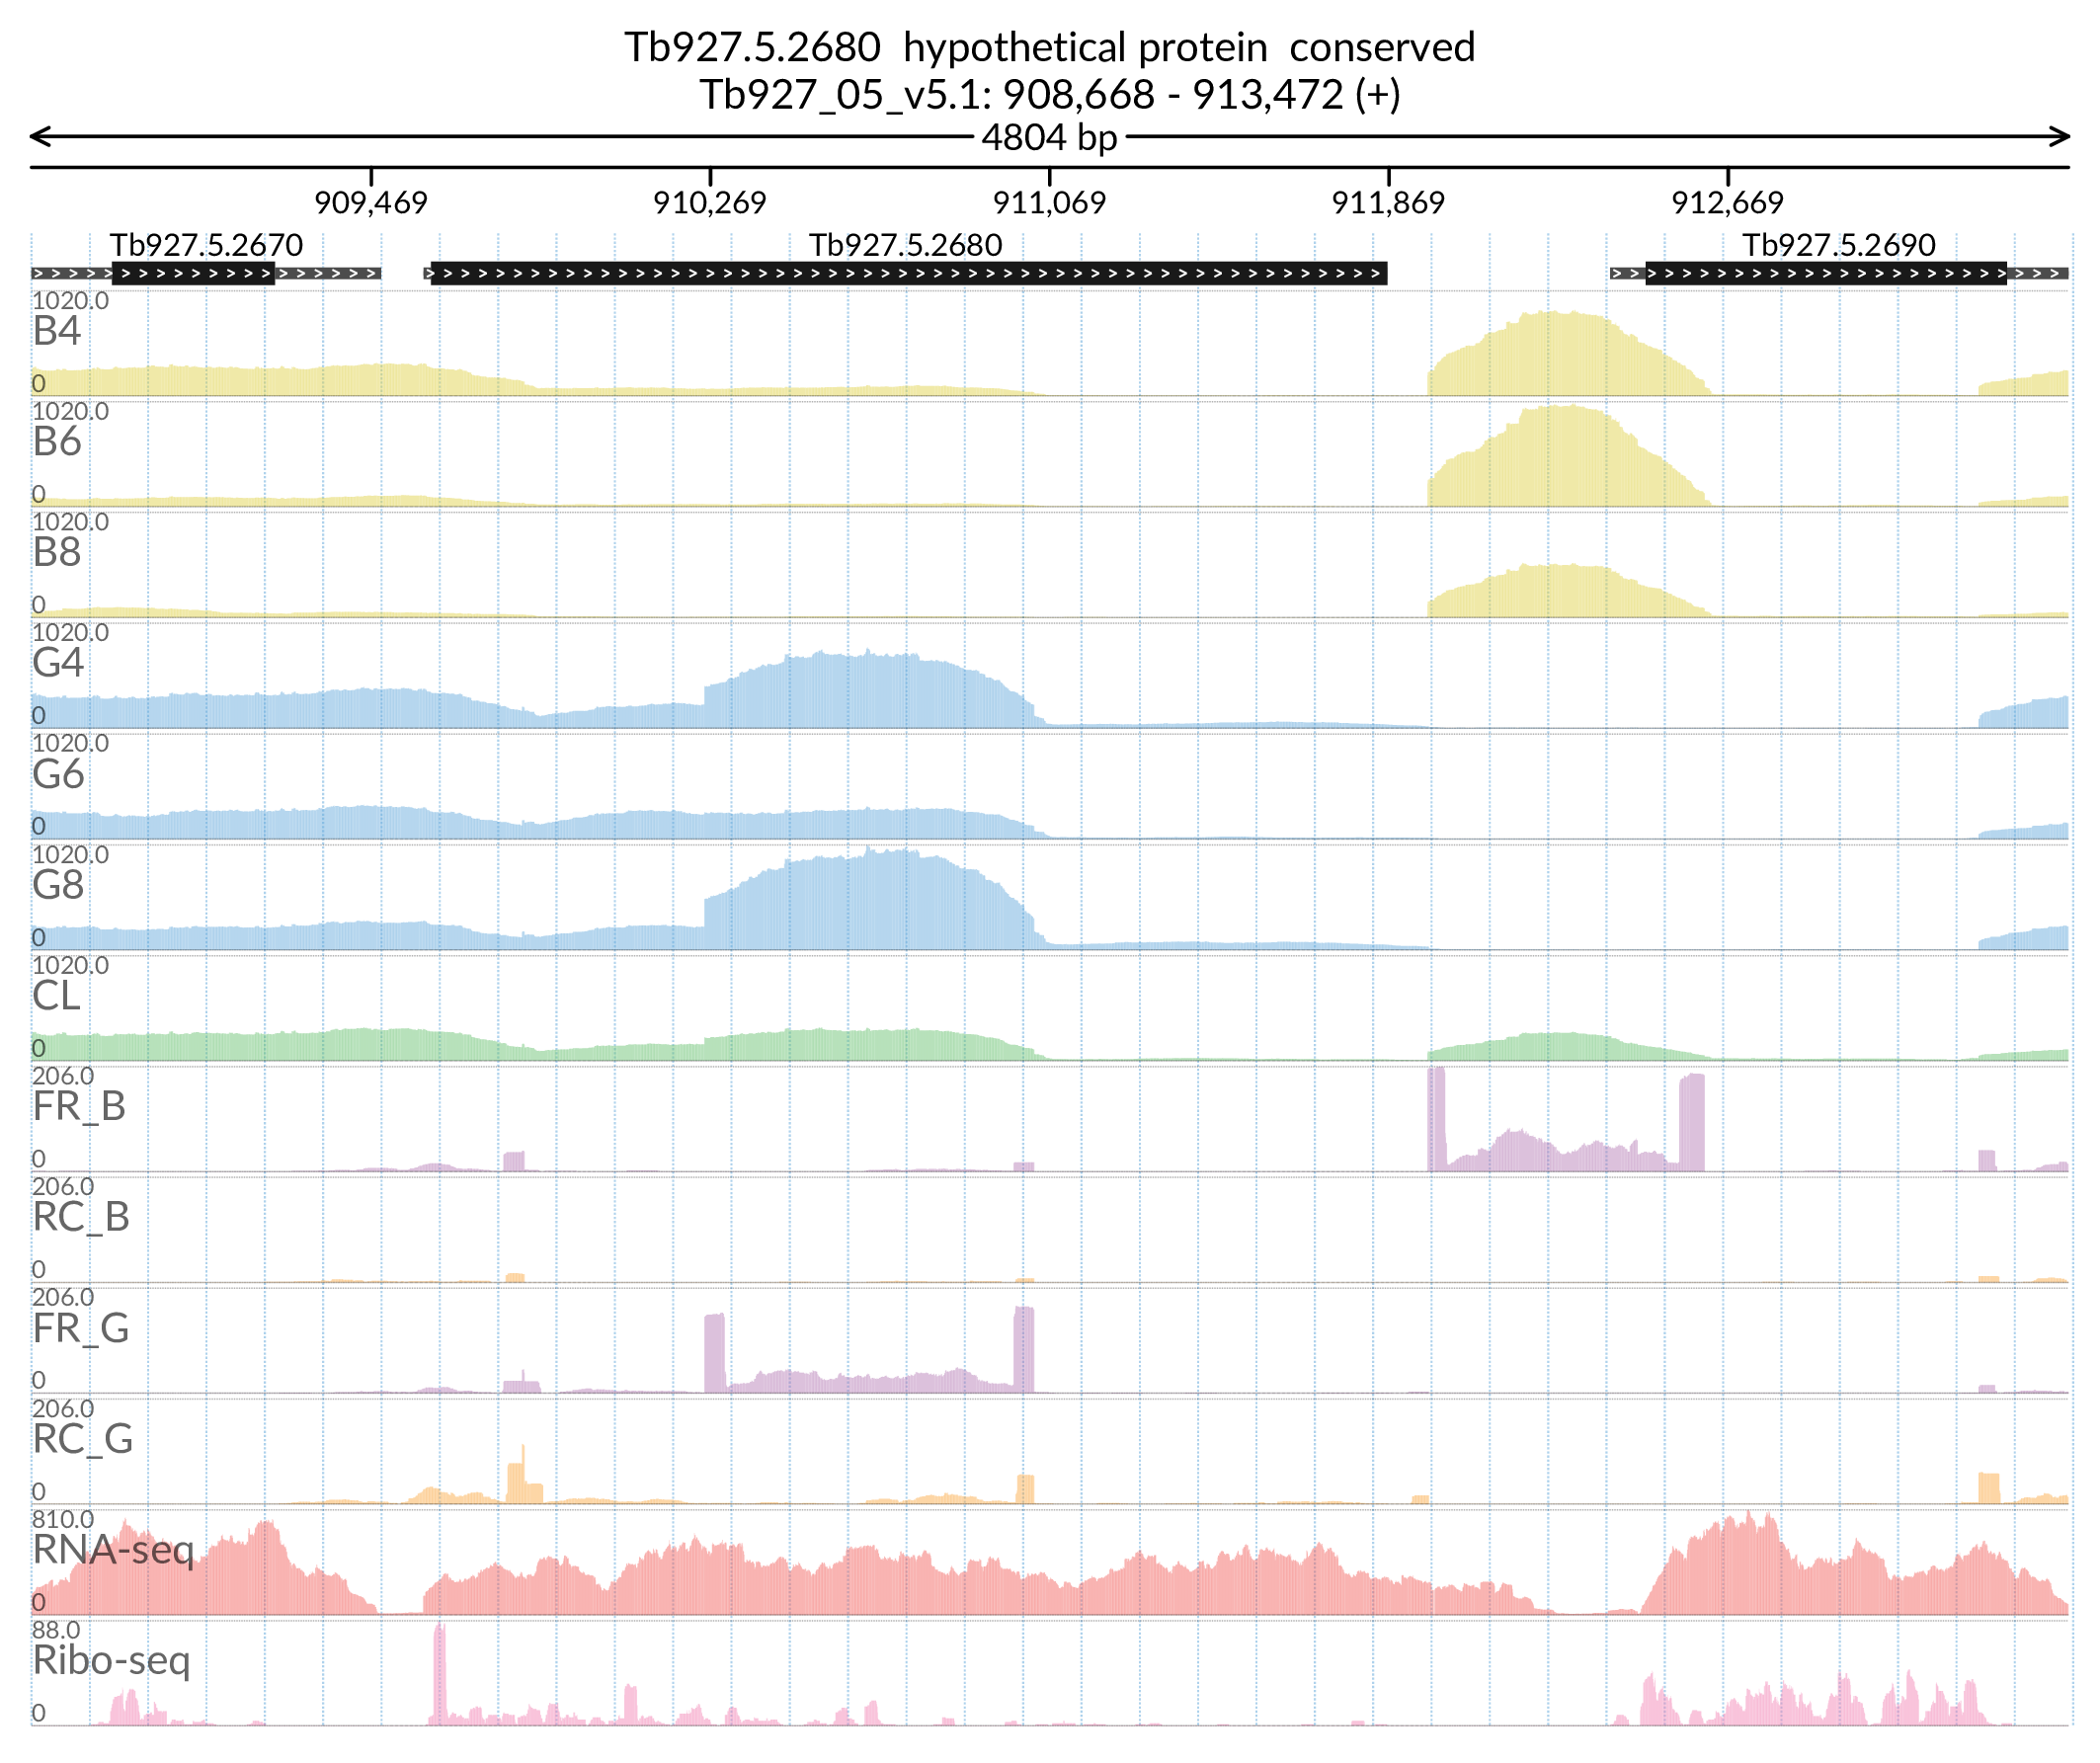 Tb927.5.2680  hypothetical protein  conserved
Tb927_05_v5.1: 908,668 - 913,472 (+)
4804 bp
909,469 910,269 911,069 911,869 912,669
Tb927.5.2670 Tb927.5.2680 Tb927.5.2690
1020.0
B4
0
1020.0
B6
0
1020.0
B8
0
1020.0
G4
0
1020.0
G6
0
1020.0
G8
0
1020.0
CL
0
206.0
FR_B
0
206.0
RC_B
0
206.0
FR_G
0
206.0
RC_G
0
810.0
RNA-seq
0
88.0
Ribo-seq
0